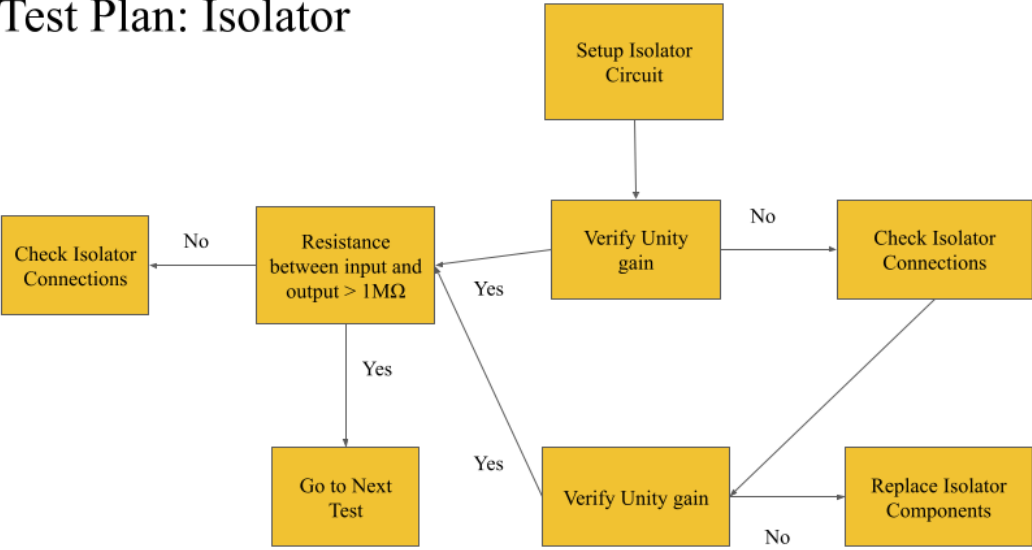 Test Plan: Isolator
Setup Isolator
Circuit
Verify Unity
gain
No
Check Isolator
Connections
Yes
Resistance
between input and
output > 1MΩ
No
Check Isolator
Connections
Yes
Go to Next
Test
Yes
Verify Unity gain
No
Replace Isolator
Components